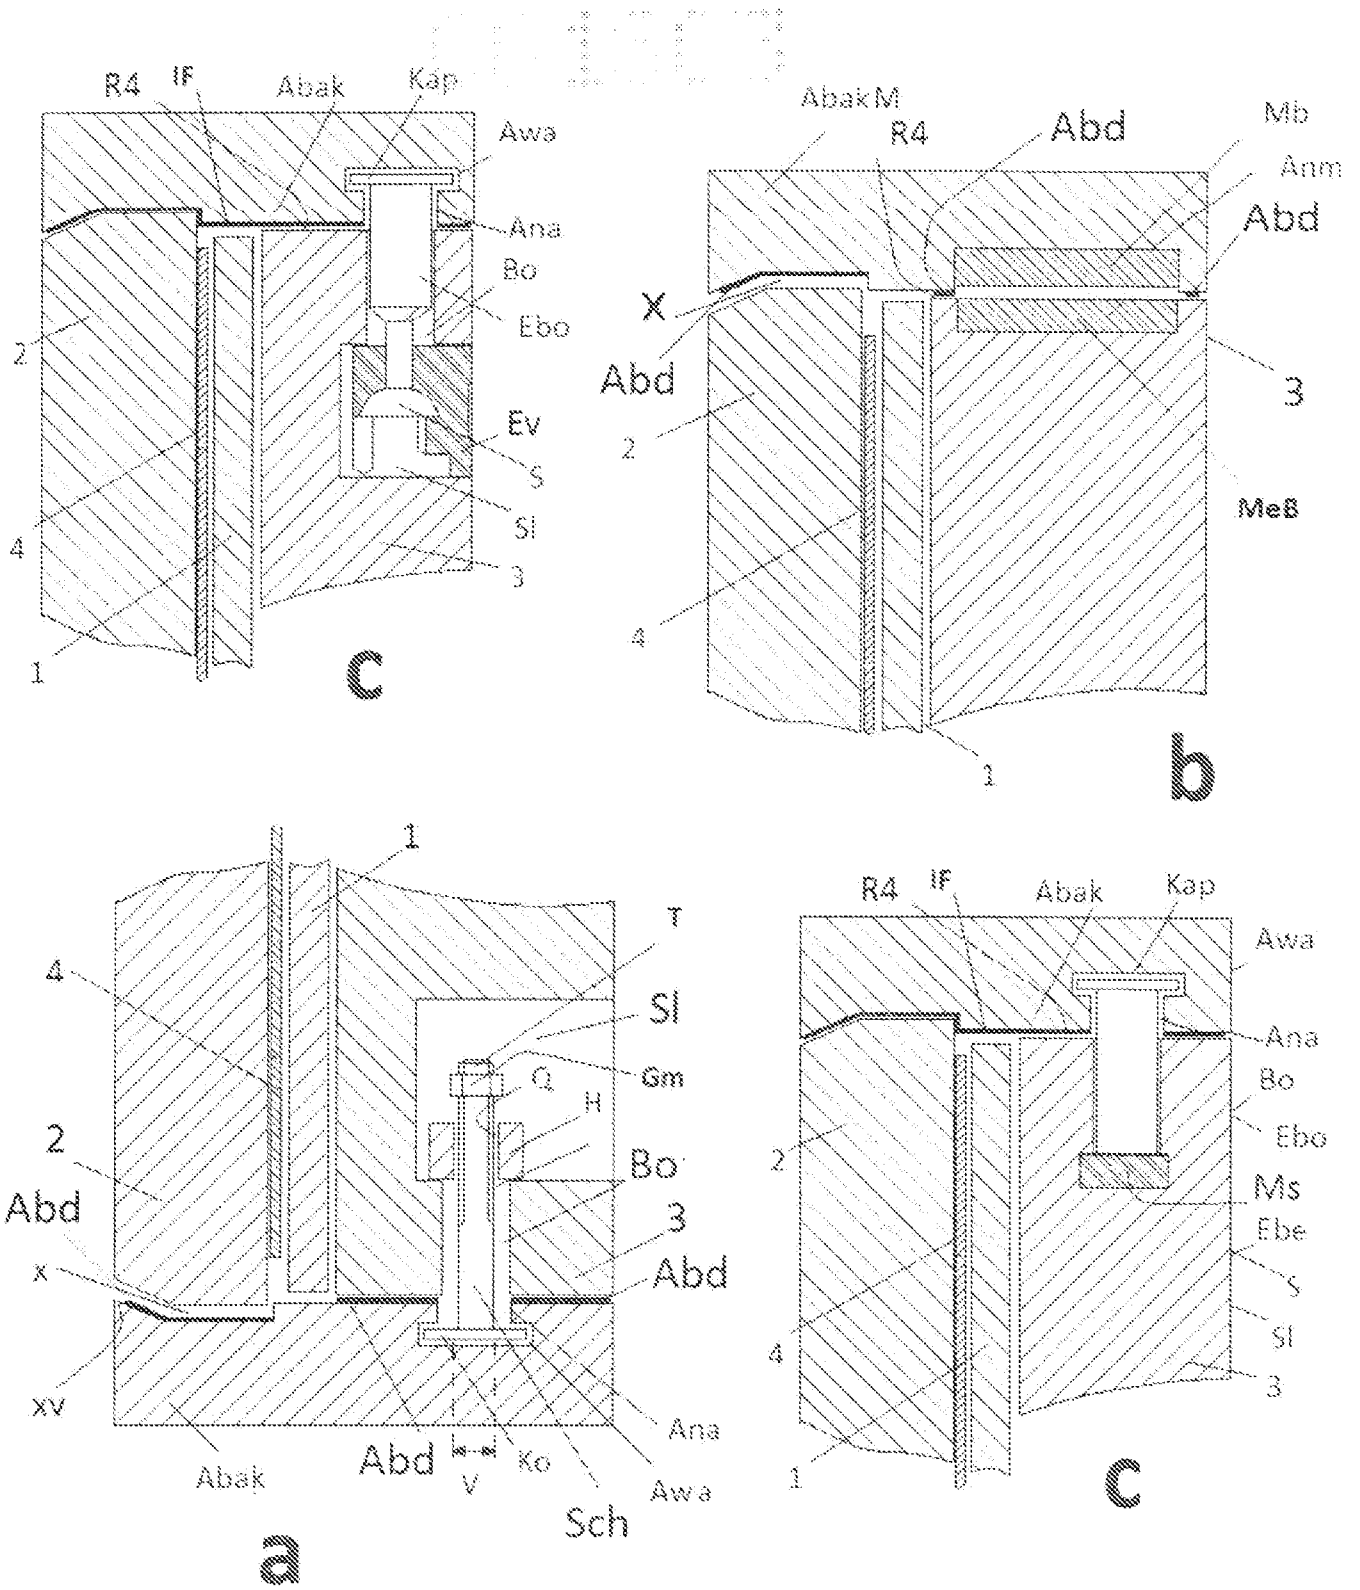 R4 IF Abak Kap
Awa
Ana
Bo
Ebo
2
Ev
S
Sl
4
3
1
c
AbakM R4 Abd Mb
Anm
Abd
X
Abd
3
2
MeB
4
1
b
1
T
4
Sl
Gm
Q
H
2
Bo
Abd
3
x
Abd
xv
Ana
Abak Abd V Ko Awa
Sch
a
R4 IF Abak Kap
Awa
Ana
Bo
Ebo
2
Ms
Ebe
S
4
Sl
3
1
c